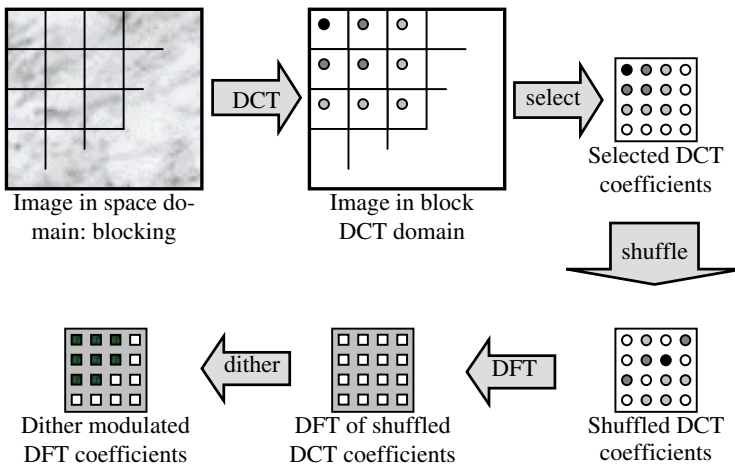 DCT
select
Image in space do-
main: blocking
Image in block
DCT domain
Selected DCT
coefficients
shuffle
dither
DFT
Dither modulated
DFT coefficients
DFT of shuffled
DCT coefficients
Shuffled DCT
coefficients